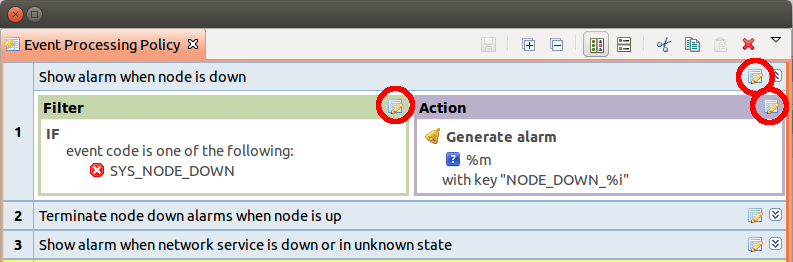 Event Processing Policy
Show alarm when node is down
1
Filter
IF
event code is one of the following:
SYS_NODE_DOWN
Action
Generate alarm
%m
with key "NODE_DOWN_%i"
2 Terminate node down alarms when node is up
3 Show alarm when network service is down or in unknown state